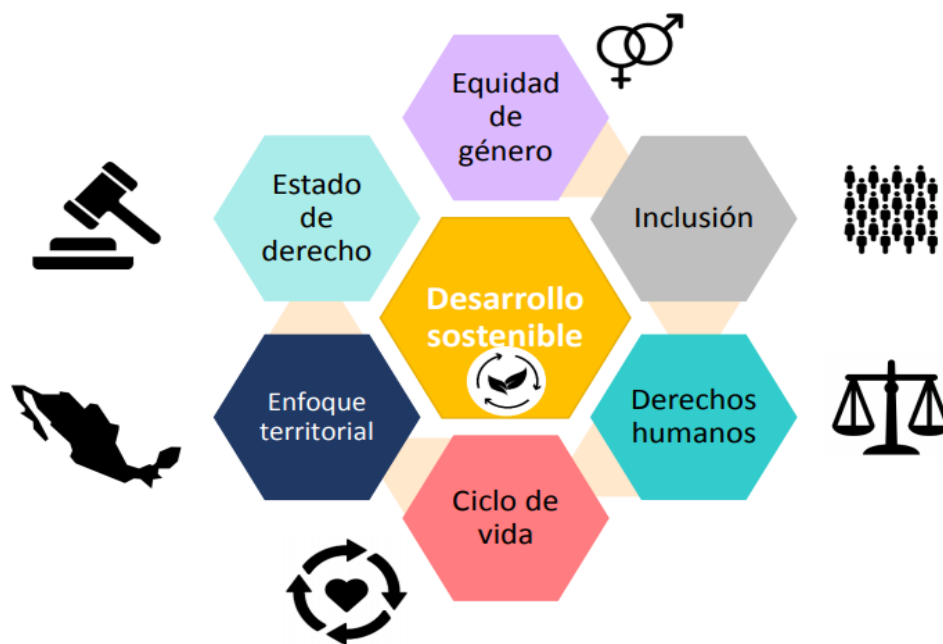 Equidad
de
género
Estado
de
derecho
Inclusión
Desarrollo
sostenible
Enfoque
territorial
Derechos
humanos
Ciclo de
vida